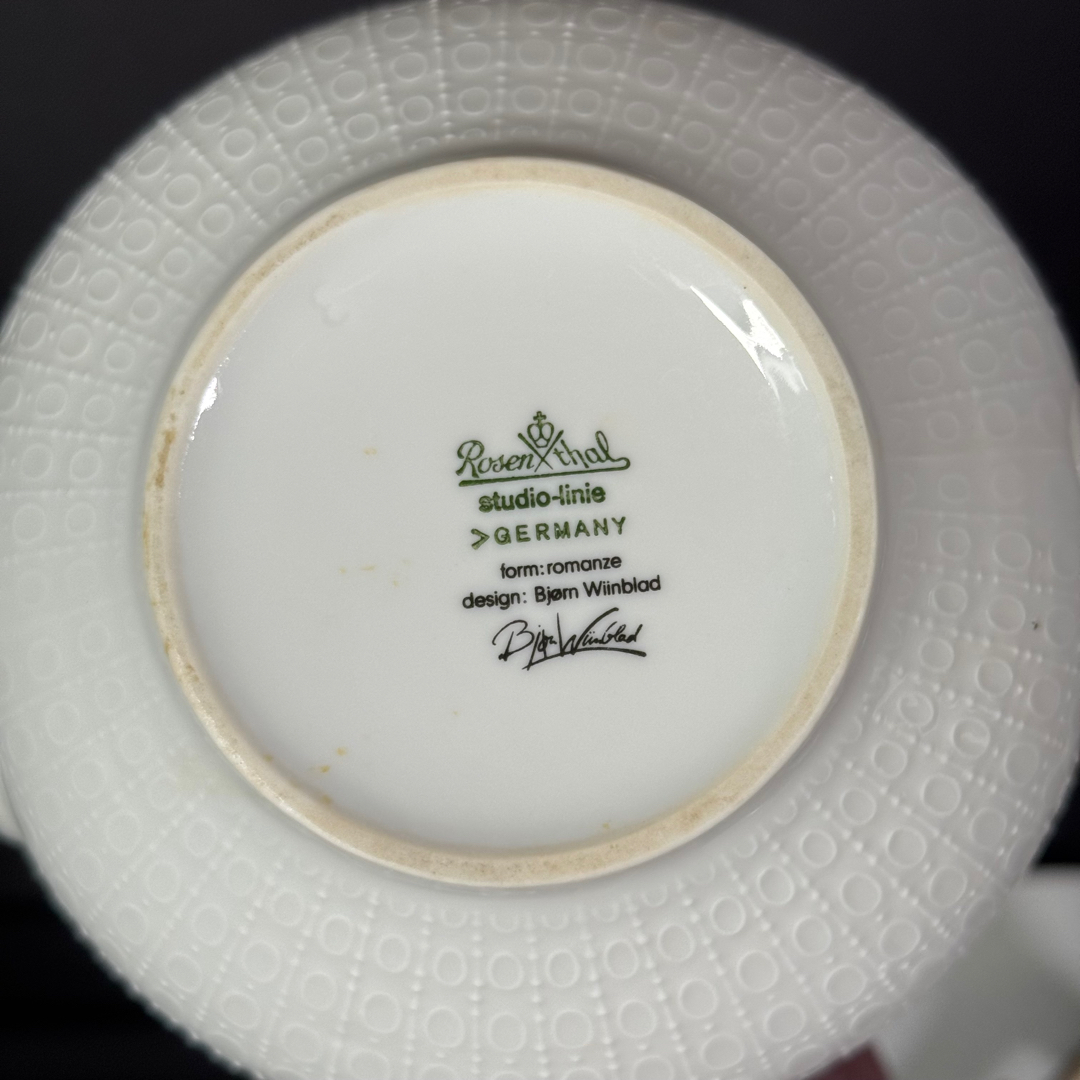 Rosenthal
studio-linie
>GERMANY
form: romanze
design: Bjørn Wiinblad
Bjørn Wiinblad